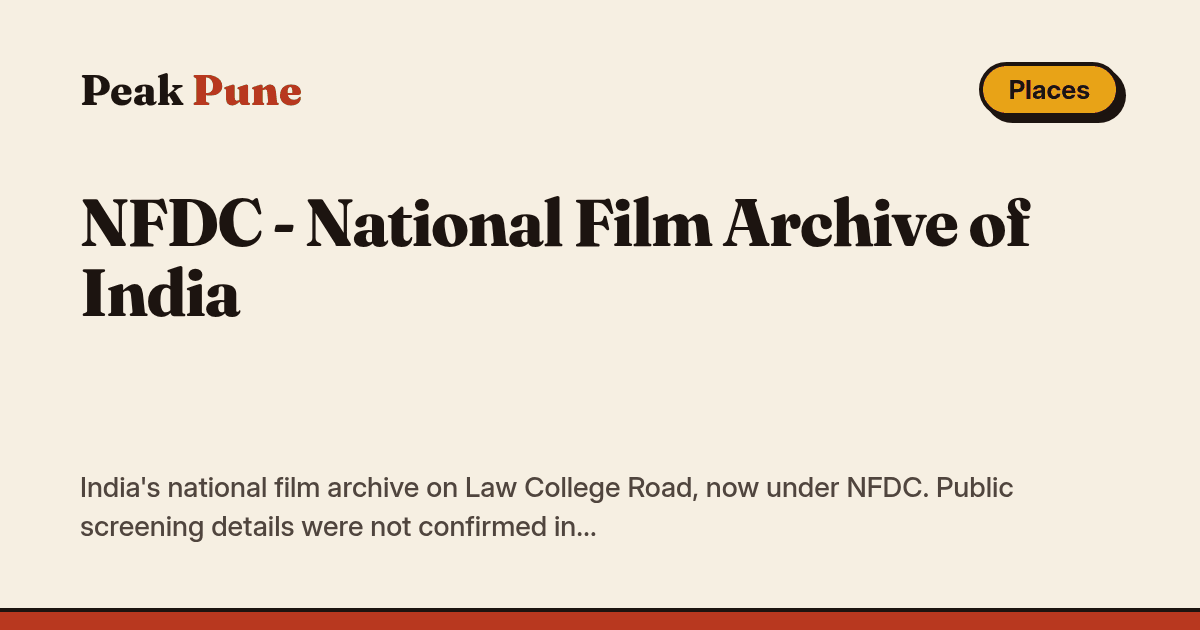 Peak Pune
Places
NFDC - National Film Archive of
India
India's national film archive on Law College Road, now under NFDC. Public
screening details were not confirmed in...